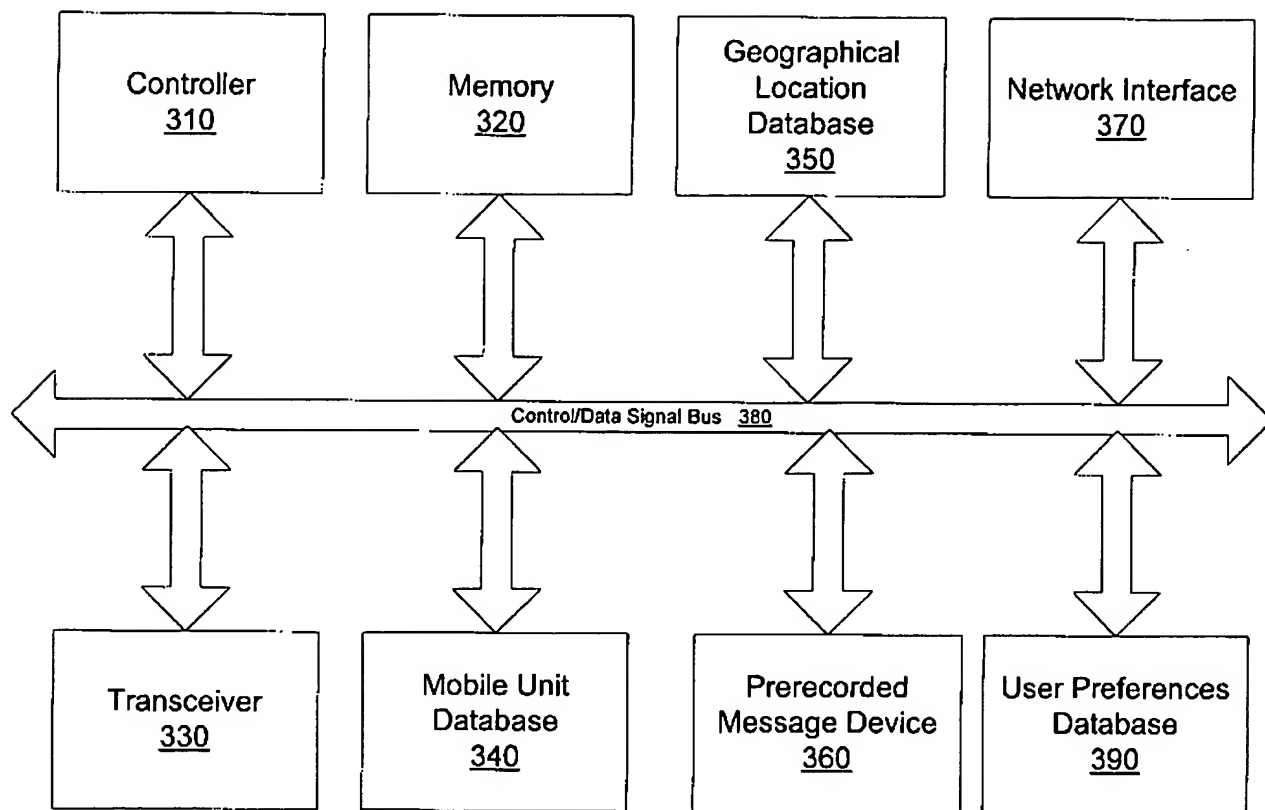 Controller
310
Memory
320
Geographical
Location
Database
350
Network Interface
370
Control/Data Signal Bus 380
Transceiver
330
Mobile Unit
Database
340
Prerecorded
Message Device
360
User Preferences
Database
390